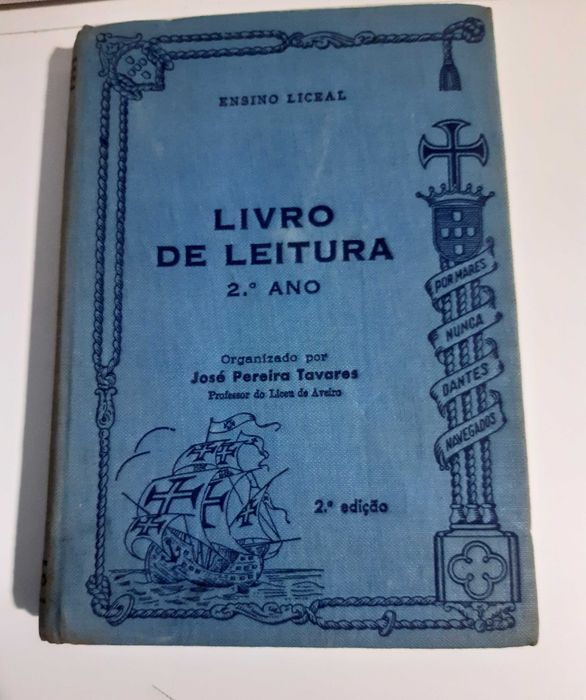 ENSINO LICEAL
LIVRO
DE LEITURA
2.º ANO
Organizado por
José Pereira Tavares
Professor do Liceu de Aveiro
2.ª edição
POR MARES
NUNCA
DANTES
NAVEGADOS